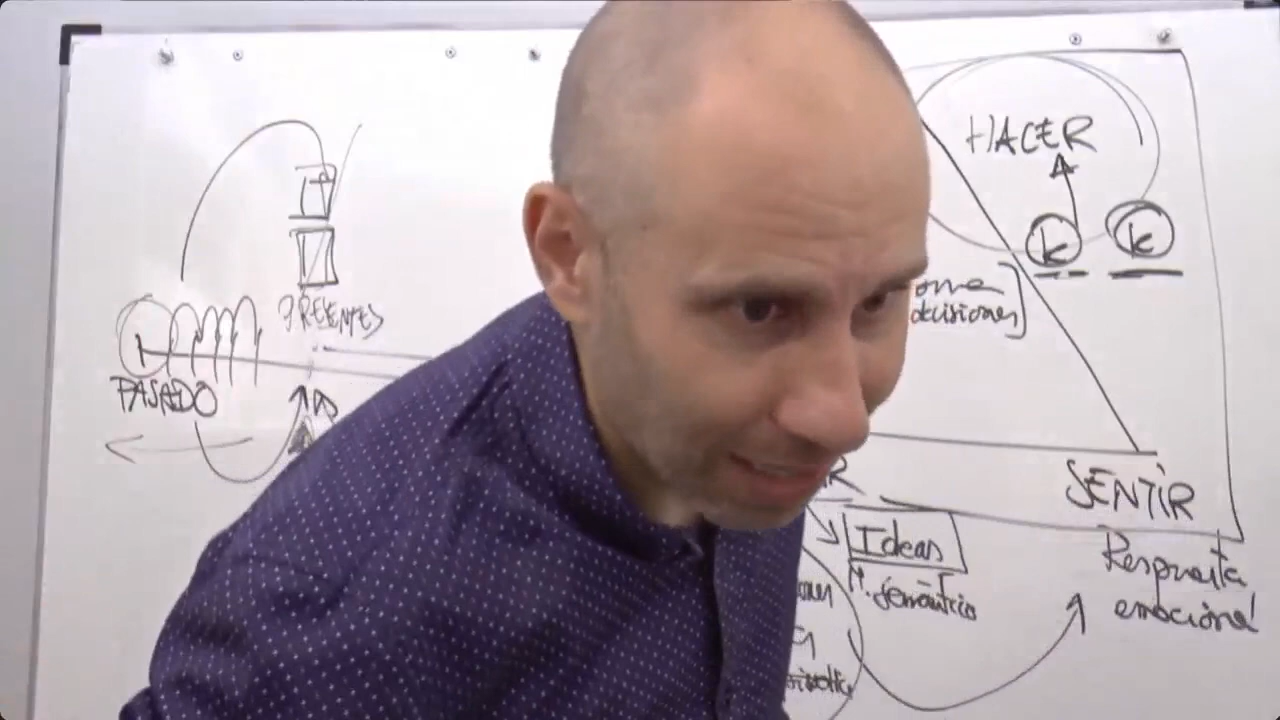 PASADO
PRESENTES
HACER
k k
decisiones]
SENTIR
Respuesta
emocional
Ideas
M. semántico